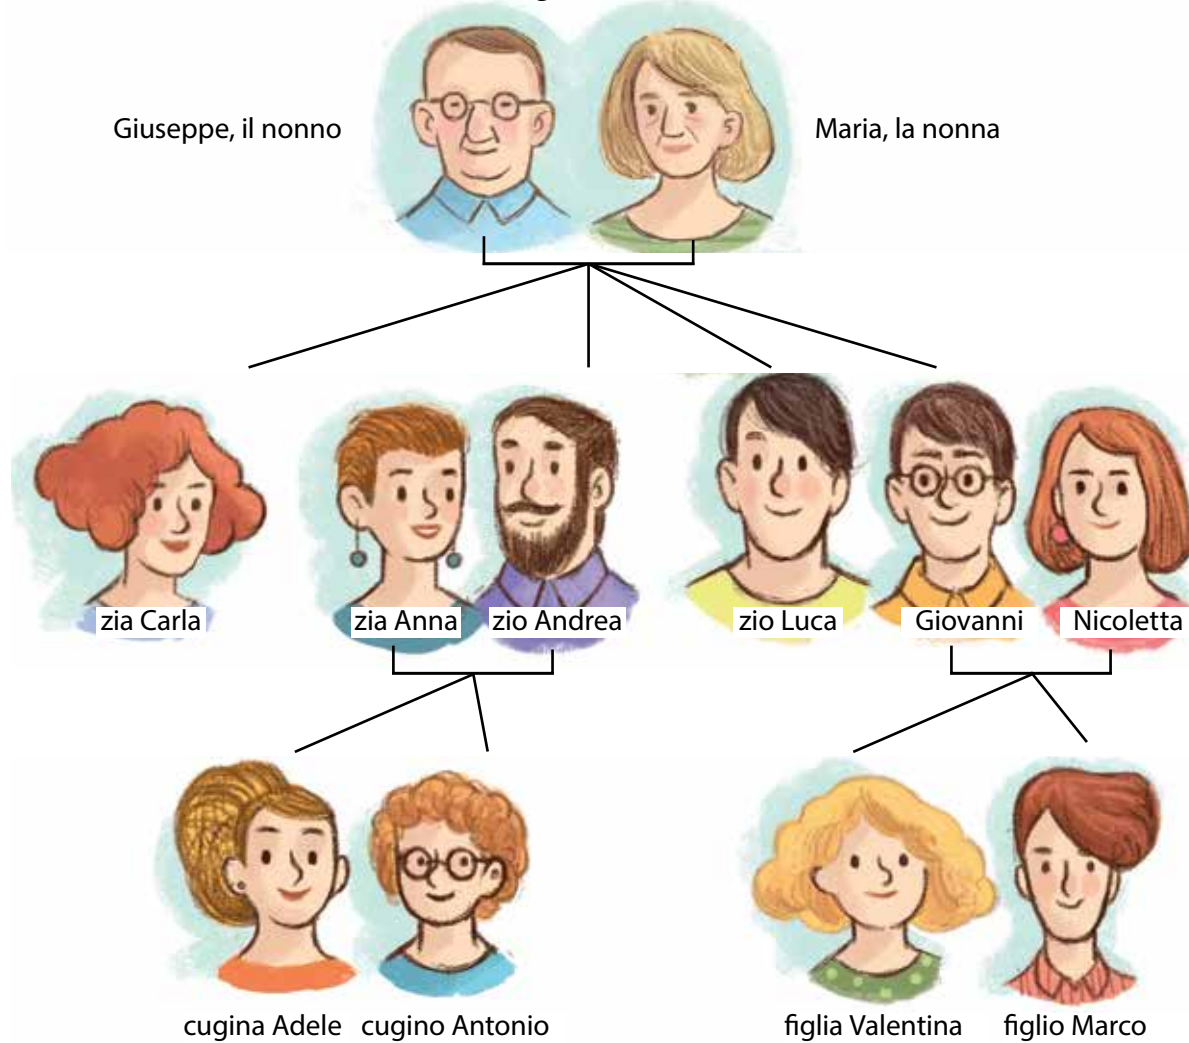 Giuseppe, il nonno
Maria, la nonna
zia Carla
zia Anna
zio Andrea
zio Luca
Giovanni
Nicoletta
cugina Adele
cugino Antonio
figlia Valentina
figlio Marco